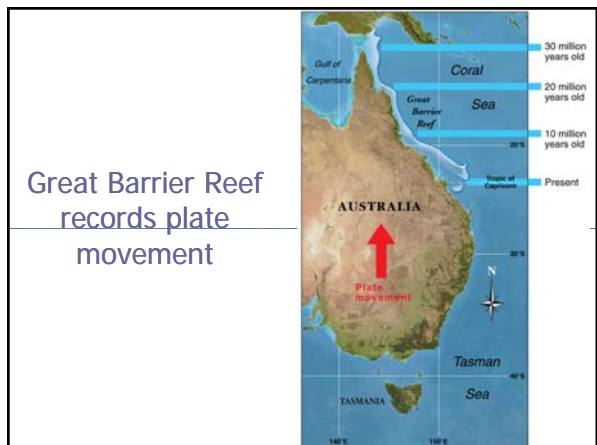 Great Barrier Reef
records plate
movement
Gulf of
Carpentaria
Coral
Sea
Great
Barrier
Reef
30 million
years old
20 million
years old
10 million
years old
20°S
Tropic of
Capricorn
Present
AUSTRALIA
Plate
movement
30°S
N
Tasman
Sea
40°S
TASMANIA
140°E
150°E